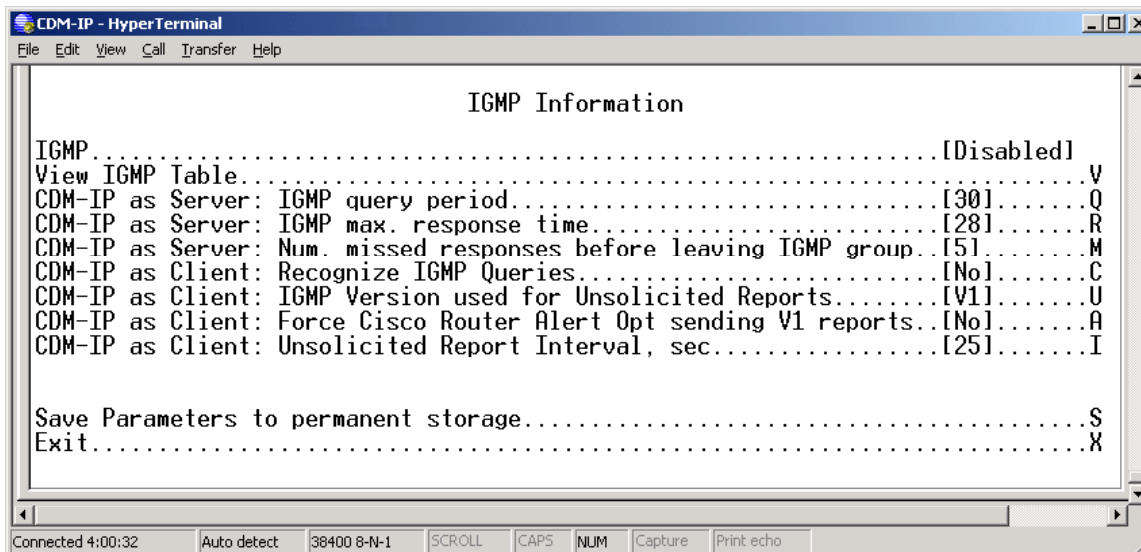 CDM-IP - HyperTerminal
File Edit View Call Transfer Help
IGMP Information
IGMP...............................................................[Disabled]
View IGMP Table...............................................................V
CDM-IP as Server: IGMP query period................................[30].......Q
CDM-IP as Server: IGMP max. response time..........................[28].......R
CDM-IP as Server: Num. missed responses before leaving IGMP group..[5]........M
CDM-IP as Client: Recognize IGMP Queries...........................[No].......C
CDM-IP as Client: IGMP Version used for Unsolicited Reports........[V1].......U
CDM-IP as Client: Force Cisco Router Alert Opt sending V1 reports..[No].......A
CDM-IP as Client: Unsolicited Report Interval, sec.................[25].......I
Save Parameters to permanent storage..........................................S
Exit..........................................................................X
Connected 4:00:32 Auto detect 38400 8-N-1 SCROLL CAPS NUM Capture Print echo